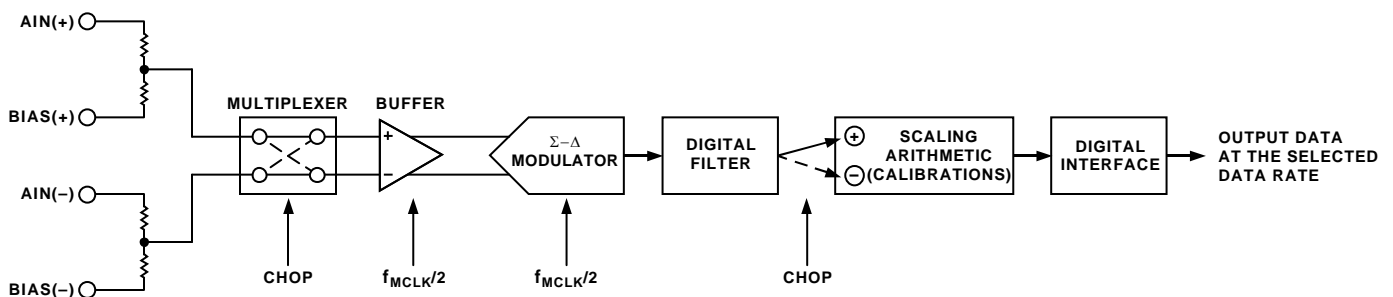 AIN(+)
BIAS(+)
AIN(–)
BIAS(–)
MULTIPLEXER
CHOP
BUFFER
+
–
fMCLK/2
Σ–Δ
MODULATOR
fMCLK/2
DIGITAL
FILTER
CHOP
+
–
SCALING
ARITHMETIC
(CALIBRATIONS)
DIGITAL
INTERFACE
OUTPUT DATA
AT THE SELECTED
DATA RATE